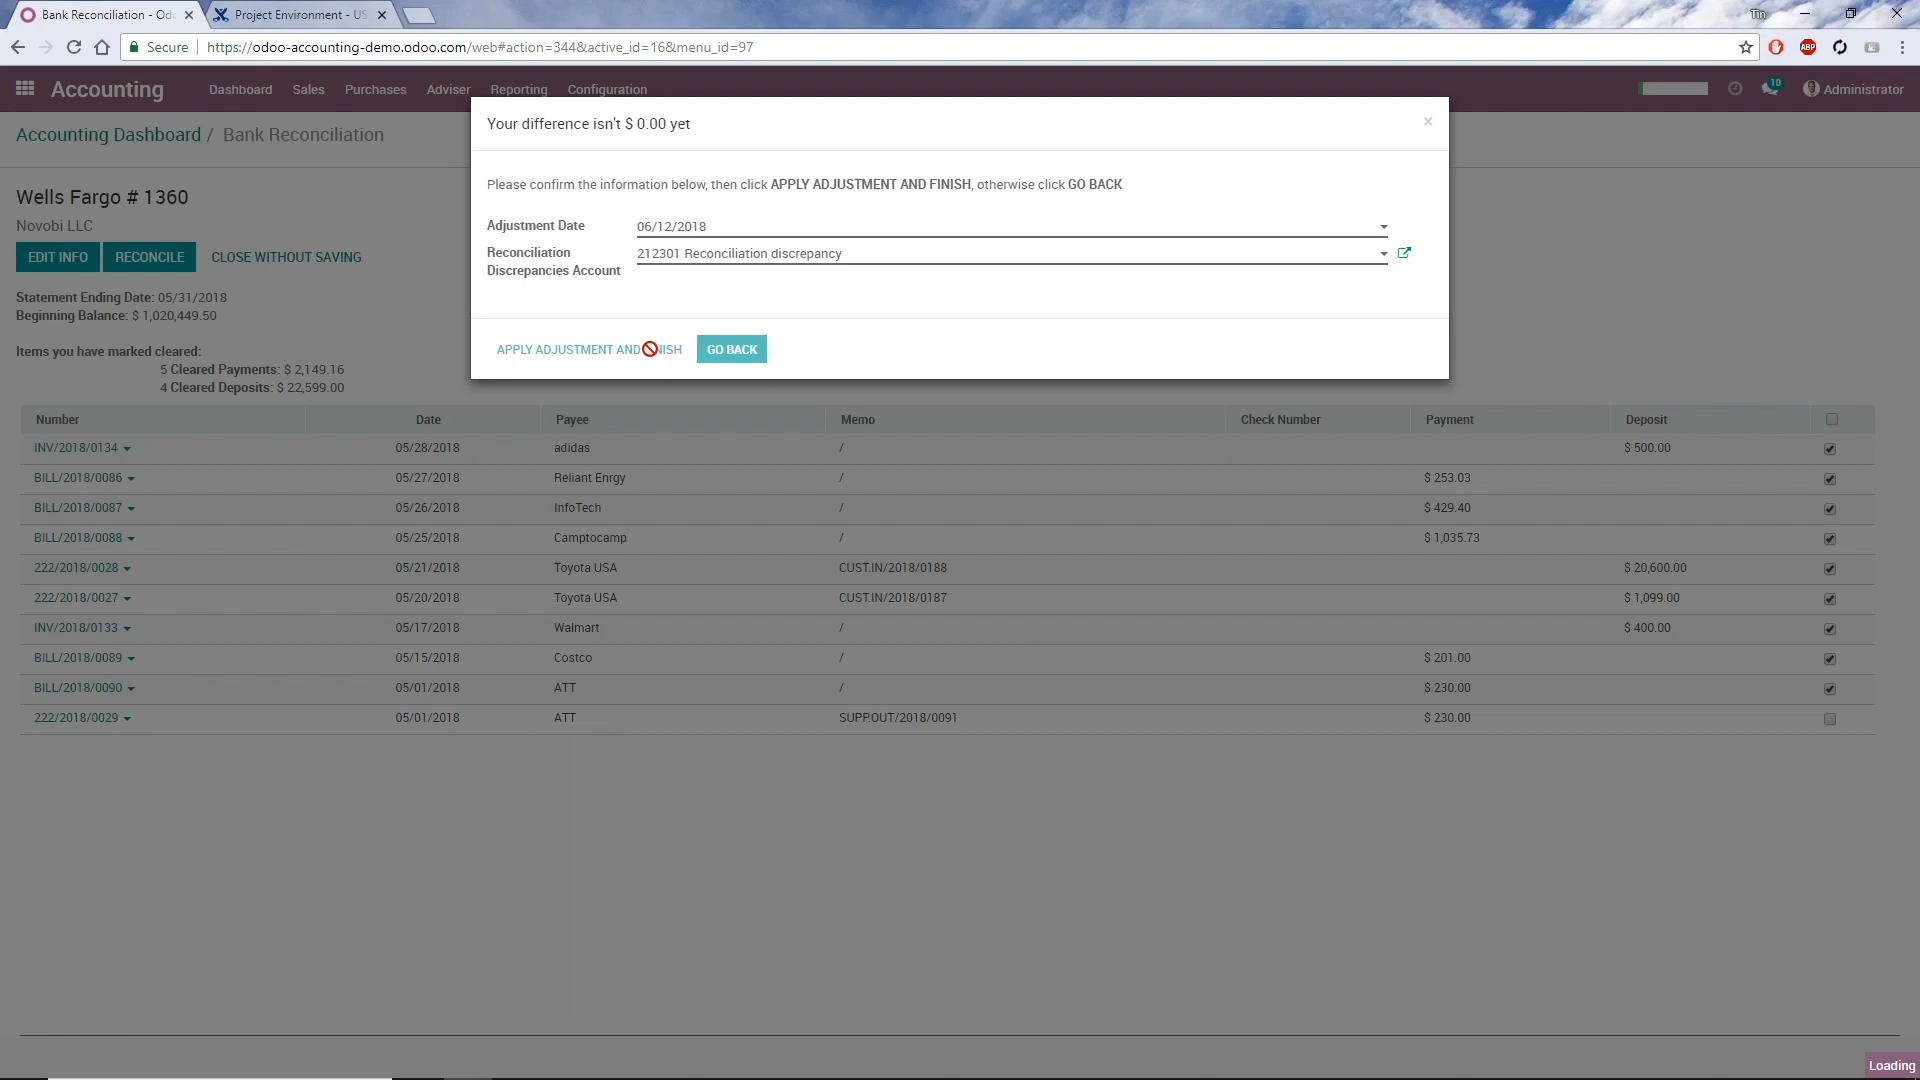 Bank Reconciliation - Od
Project Environment - US
Tin
Secure
https://odoo-accounting-demo.odoo.com/web#action=344&active_id=16&menu_id=97
ABP
Accounting
Dashboard Sales Purchases Adviser Reporting Configuration
10
Administrator
Accounting Dashboard / Bank Reconciliation
Your difference isn't $ 0.00 yet
×
Please confirm the information below, then click APPLY ADJUSTMENT AND FINISH, otherwise click GO BACK
Adjustment Date 06/12/2018
Reconciliation
Discrepancies Account
212301 Reconciliation discrepancy
APPLY ADJUSTMENT AND NISH GO BACK
Wells Fargo # 1360
Novobi LLC
EDIT INFO RECONCILE CLOSE WITHOUT SAVING
Statement Ending Date: 05/31/2018
Beginning Balance: $ 1,020,449.50
Items you have marked cleared:
5 Cleared Payments: $ 2,149.16
4 Cleared Deposits: $ 22,599.00
Number Date Payee Memo Check Number Payment Deposit
INV/2018/0134 05/28/2018 adidas / $ 500.00
BILL/2018/0086 05/27/2018 Reliant Enrgy / $ 253.03
BILL/2018/0087 05/26/2018 InfoTech / $ 429.40
BILL/2018/0088 05/25/2018 Camptocamp / $ 1,035.73
222/2018/0028 05/21/2018 Toyota USA CUST.IN/2018/0188 $ 20,600.00
222/2018/0027 05/20/2018 Toyota USA CUST.IN/2018/0187 $ 1,099.00
INV/2018/0133 05/17/2018 Walmart / $ 400.00
BILL/2018/0089 05/15/2018 Costco / $ 201.00
BILL/2018/0090 05/01/2018 ATT / $ 230.00
222/2018/0029 05/01/2018 ATT SUPP.OUT/2018/0091 $ 230.00
Loading